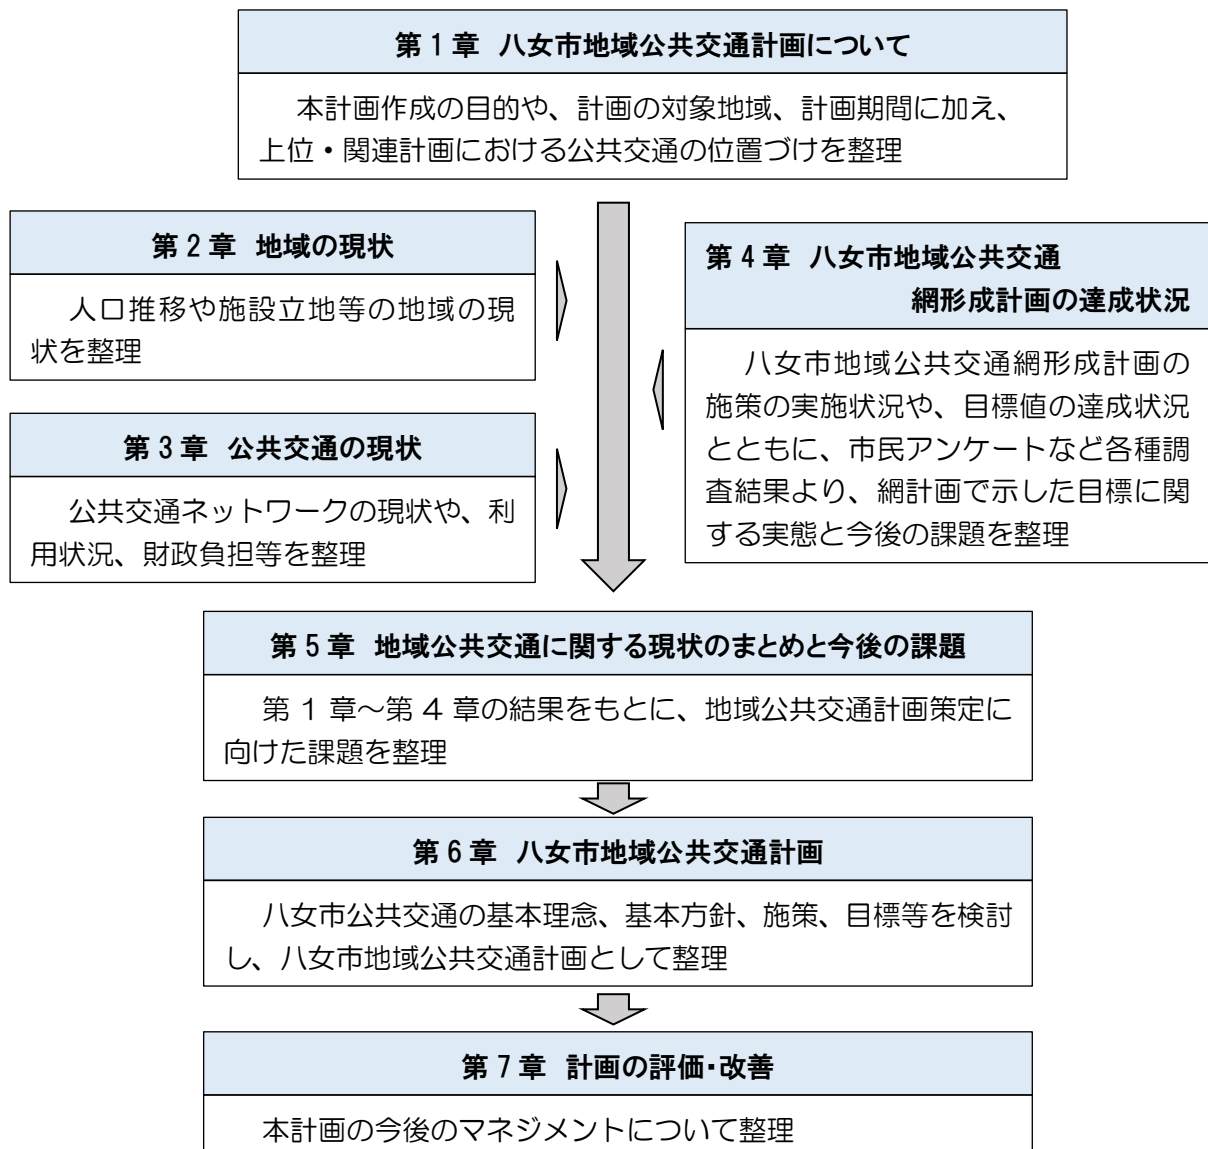 第1章 八女市地域公共交通計画について
本計画作成の目的や、計画の対象地域、計画期間に加え、
上位・関連計画における公共交通の位置づけを整理
第2章 地域の現状
人口推移や施設立地等の地域の現
状を整理
第3章 公共交通の現状
公共交通ネットワークの現状や、利
用状況、財政負担等を整理
第4章 八女市地域公共交通
網形成計画の達成状況
八女市地域公共交通網形成計画の
施策の実施状況や、目標値の達成状況
とともに、市民アンケートなど各種調
査結果より、網計画で示した目標に関
する実態と今後の課題を整理
第5章 地域公共交通に関する現状のまとめと今後の課題
第1章～第4章の結果をもとに、地域公共交通計画策定に
向けた課題を整理
第6章 八女市地域公共交通計画
八女市公共交通の基本理念、基本方針、施策、目標等を検討
し、八女市地域公共交通計画として整理
第7章 計画の評価・改善
本計画の今後のマネジメントについて整理